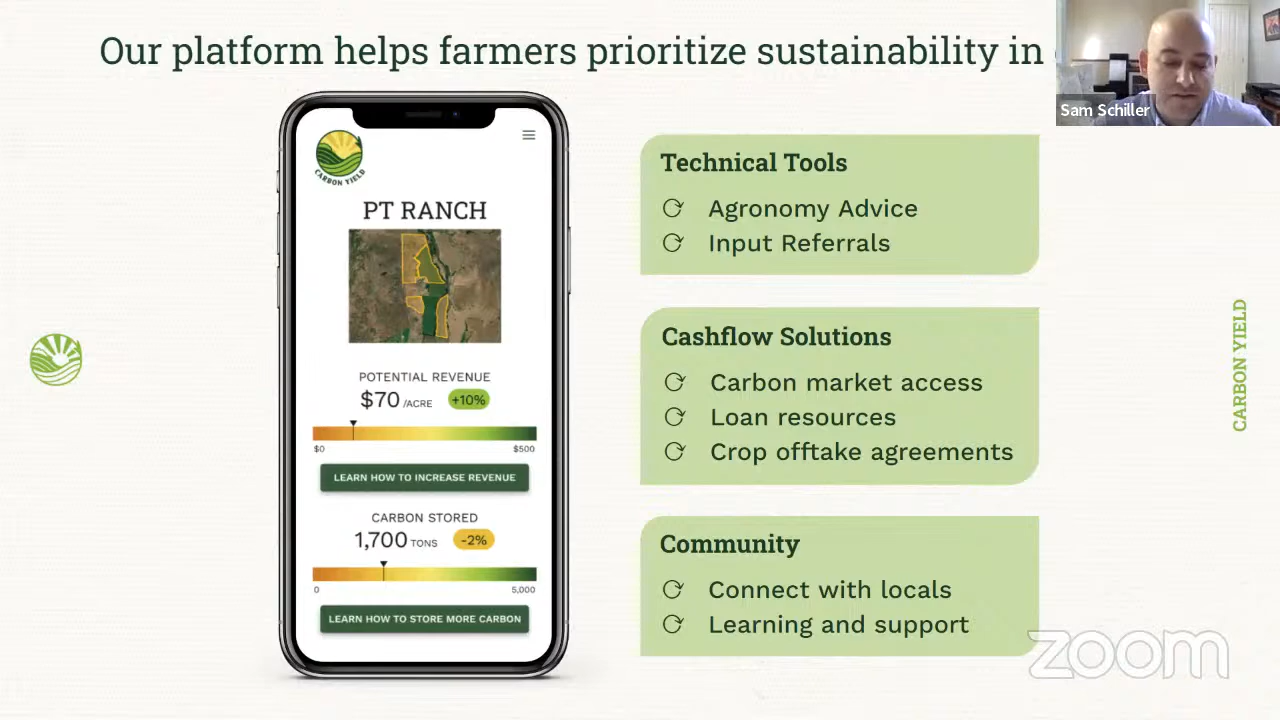 Our platform helps farmers prioritize sustainability in
Sam Schiller
CARBON YIELD
PT RANCH
POTENTIAL REVENUE
$70 /ACRE +10%
$0 $500
LEARN HOW TO INCREASE REVENUE
CARBON STORED
1,700 TONS -2%
0 5,000
LEARN HOW TO STORE MORE CARBON
Technical Tools
Agronomy Advice
Input Referrals
Cashflow Solutions
Carbon market access
Loan resources
Crop offtake agreements
Community
Connect with locals
Learning and support
CARBON YIELD
zoom